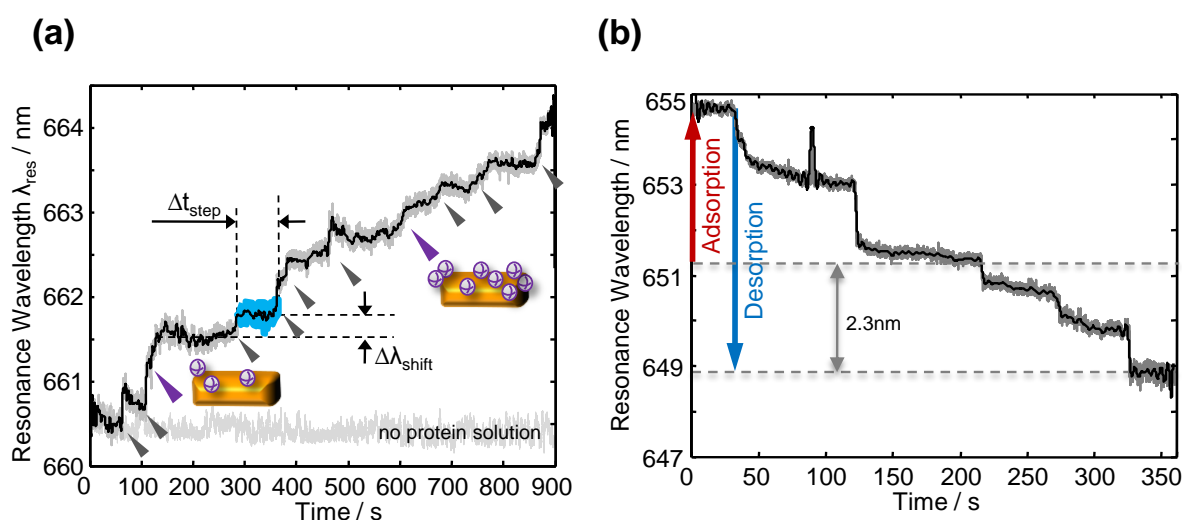 (a)
Resonance Wavelength λres / nm
664
663
662
661
660
Δtstep
Δλshift
no protein solution
0 100 200 300 400 500 600 700 800 900
Time / s
(b)
Resonance Wavelength / nm
655
653
651
649
647
Adsorption
Desorption
2.3nm
0 50 100 150 200 250 300 350
Time / s